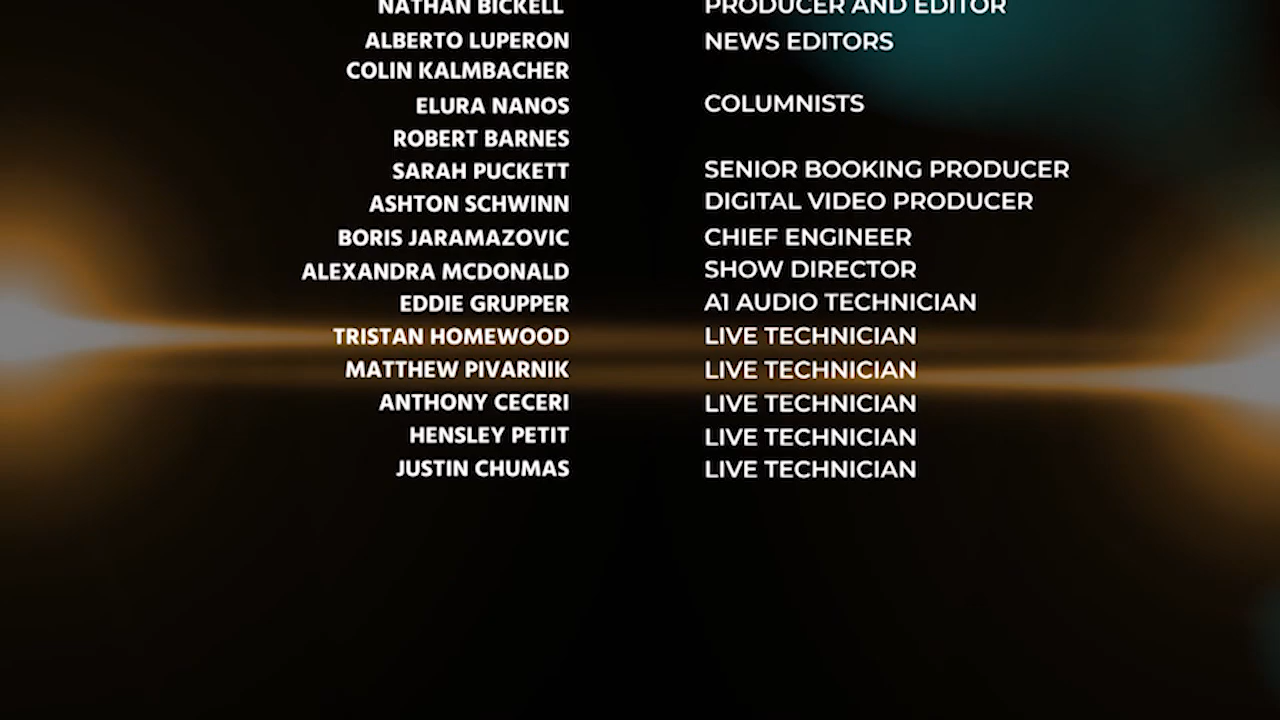 NATHAN BICKELL PRODUCER AND EDITOR
ALBERTO LUPERON NEWS EDITORS
COLIN KALMBACHER
ELURA NANOS COLUMNISTS
ROBERT BARNES
SARAH PUCKETT SENIOR BOOKING PRODUCER
ASHTON SCHWINN DIGITAL VIDEO PRODUCER
BORIS JARAMAZOVIC CHIEF ENGINEER
ALEXANDRA MCDONALD SHOW DIRECTOR
EDDIE GRUPPER A1 AUDIO TECHNICIAN
TRISTAN HOMEWOOD LIVE TECHNICIAN
MATTHEW PIVARNIK LIVE TECHNICIAN
ANTHONY CECERI LIVE TECHNICIAN
HENSLEY PETIT LIVE TECHNICIAN
JUSTIN CHUMAS LIVE TECHNICIAN